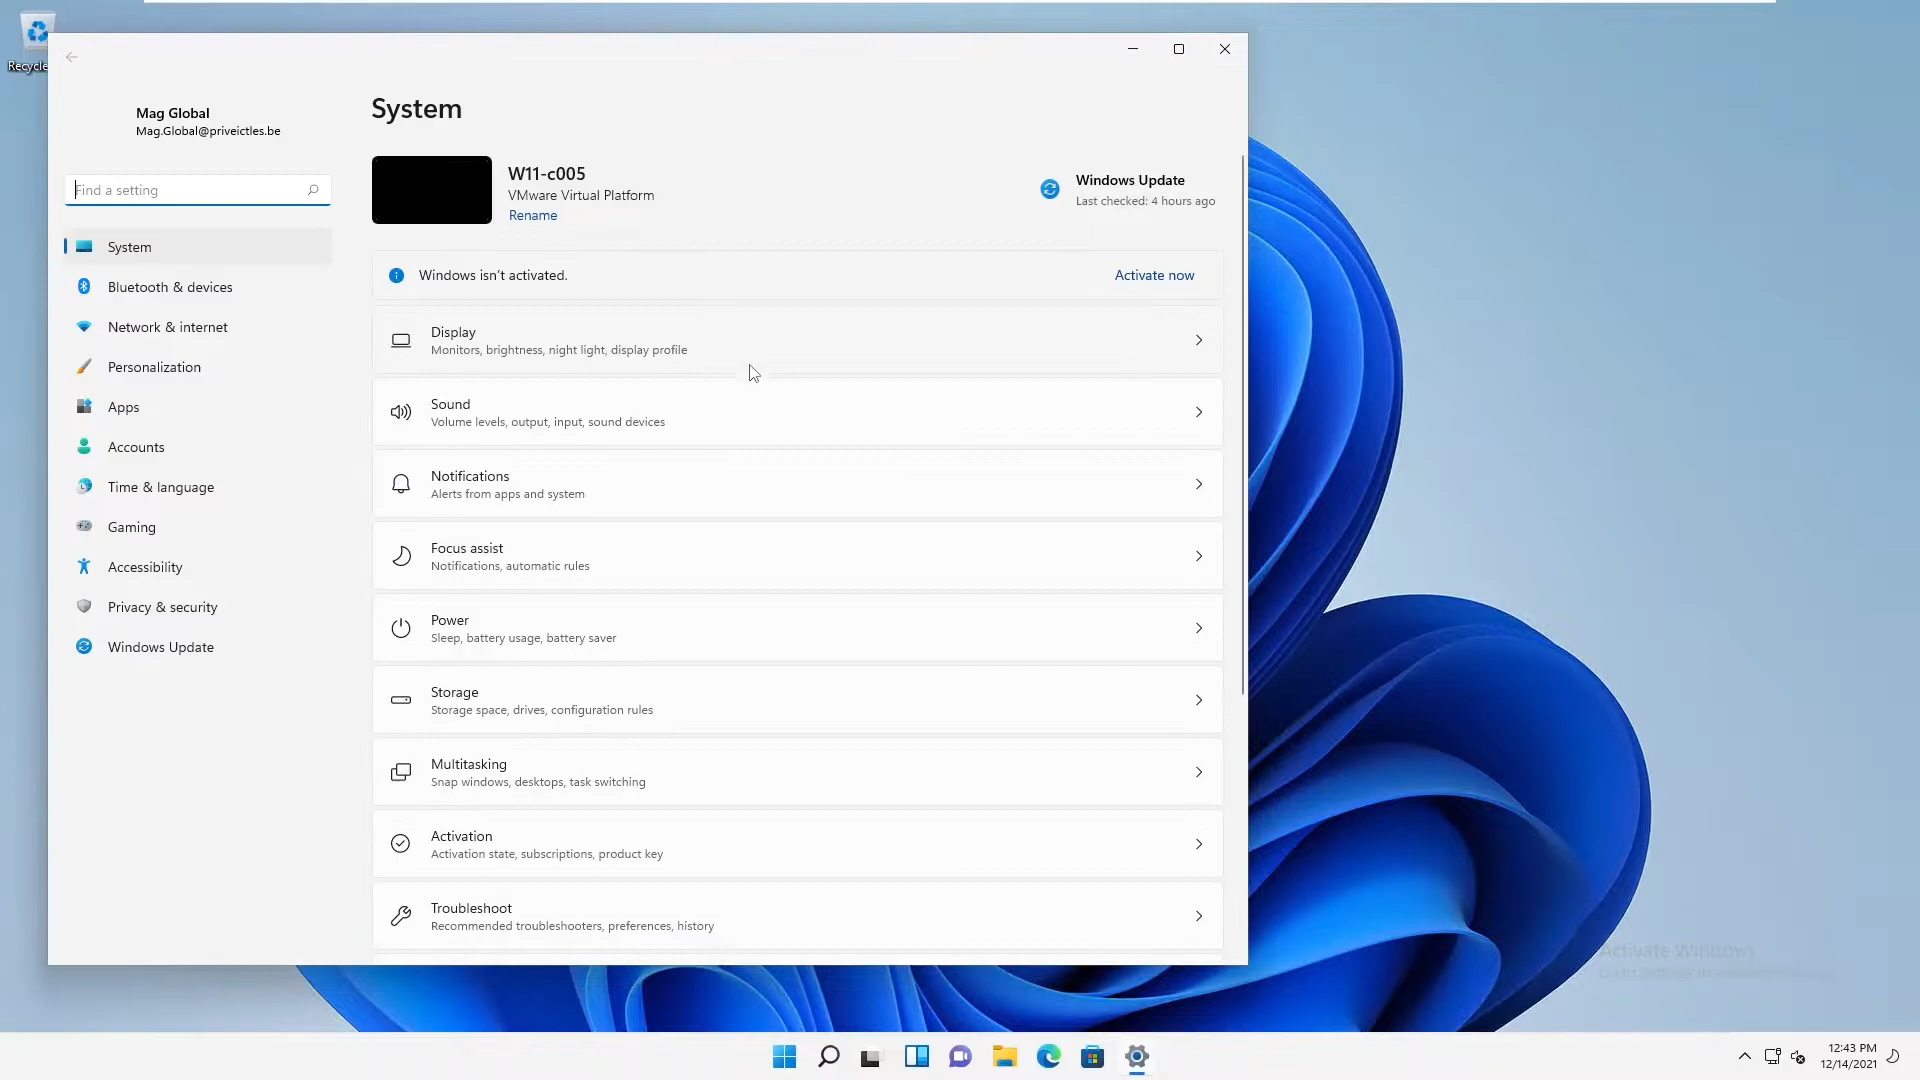 Recycle
Mag Global
Mag.Global@priveictles.be
Find a setting
System
Bluetooth & devices
Network & internet
Personalization
Apps
Accounts
Time & language
Gaming
Accessibility
Privacy & security
Windows Update
System
W11-c005
VMware Virtual Platform
Rename
Windows Update
Last checked: 4 hours ago
Windows isn't activated.
Activate now
Display
Monitors, brightness, night light, display profile
Sound
Volume levels, output, input, sound devices
Notifications
Alerts from apps and system
Focus assist
Notifications, automatic rules
Power
Sleep, battery usage, battery saver
Storage
Storage space, drives, configuration rules
Multitasking
Snap windows, desktops, task switching
Activation
Activation state, subscriptions, product key
Troubleshoot
Recommended troubleshooters, preferences, history
Activate Windows
12:43 PM
12/14/2021